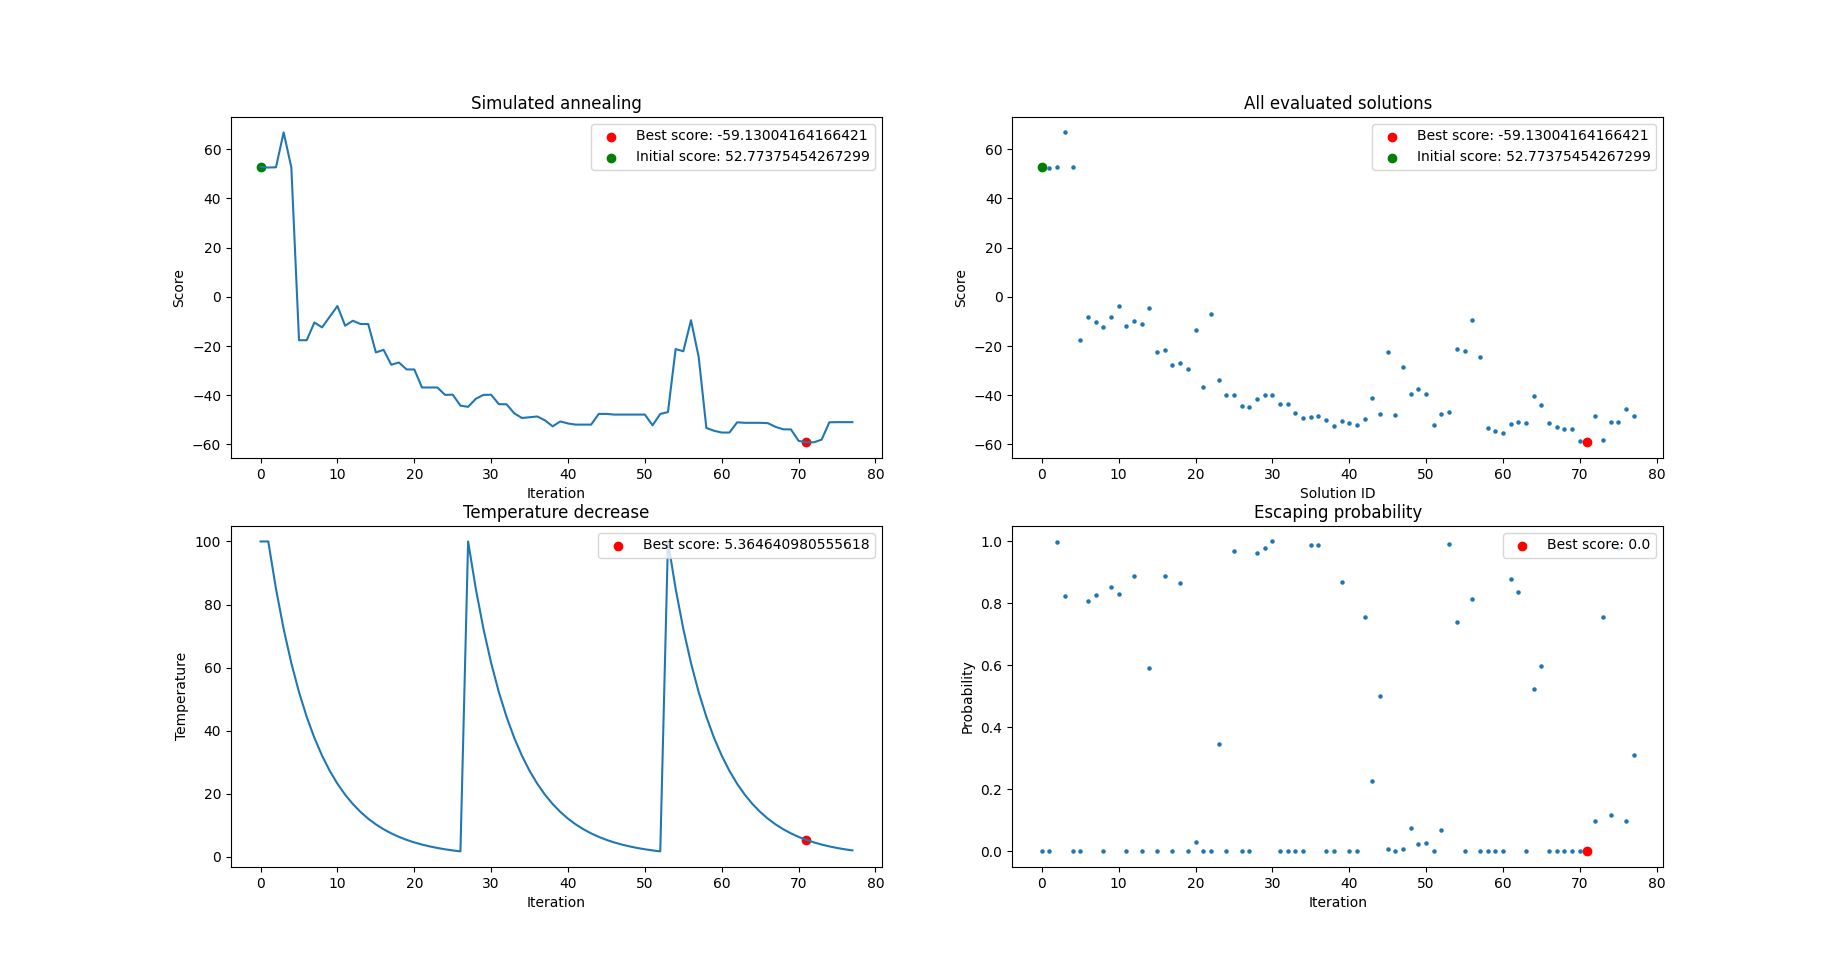 Simulated annealing
Best score: -59.13004164166421
Initial score: 52.77375454267299
Score
60
40
20
0
−20
−40
−60
0 10 20 30 40 50 60 70 80
Iteration
All evaluated solutions
Best score: -59.13004164166421
Initial score: 52.77375454267299
Score
60
40
20
0
−20
−40
−60
0 10 20 30 40 50 60 70 80
Solution ID
Temperature decrease
Best score: 5.364640980555618
Temperature
100
80
60
40
20
0
0 10 20 30 40 50 60 70 80
Iteration
Escaping probability
Best score: 0.0
Probability
1.0
0.8
0.6
0.4
0.2
0.0
0 10 20 30 40 50 60 70 80
Iteration